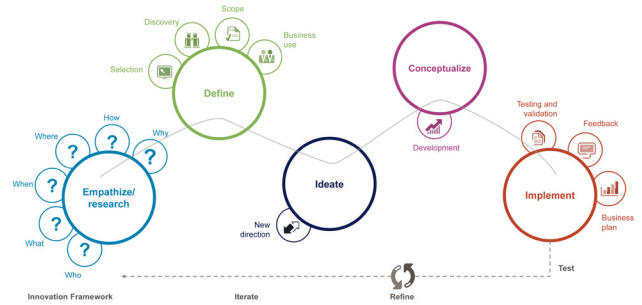 Scope
Discovery
Business
use
Selection
Define
Conceptualize
Development
Testing and
validation
Feedback
How
Where
Why
When
What
Who
?
?
?
?
?
?
Empathize/
research
Ideate
New
direction
Implement
Business
plan
Test
Innovation Framework
Iterate
Refine